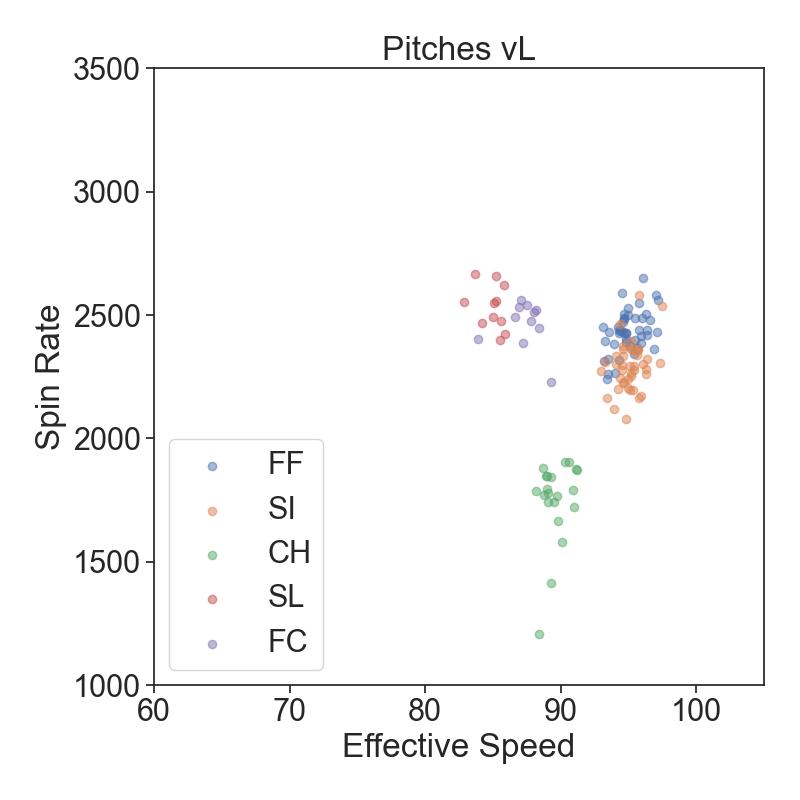 Pitches vL
3500
3000
2500
2000
1500
1000
Spin Rate
FF
SI
CH
SL
FC
60 70 80 90 100
Effective Speed